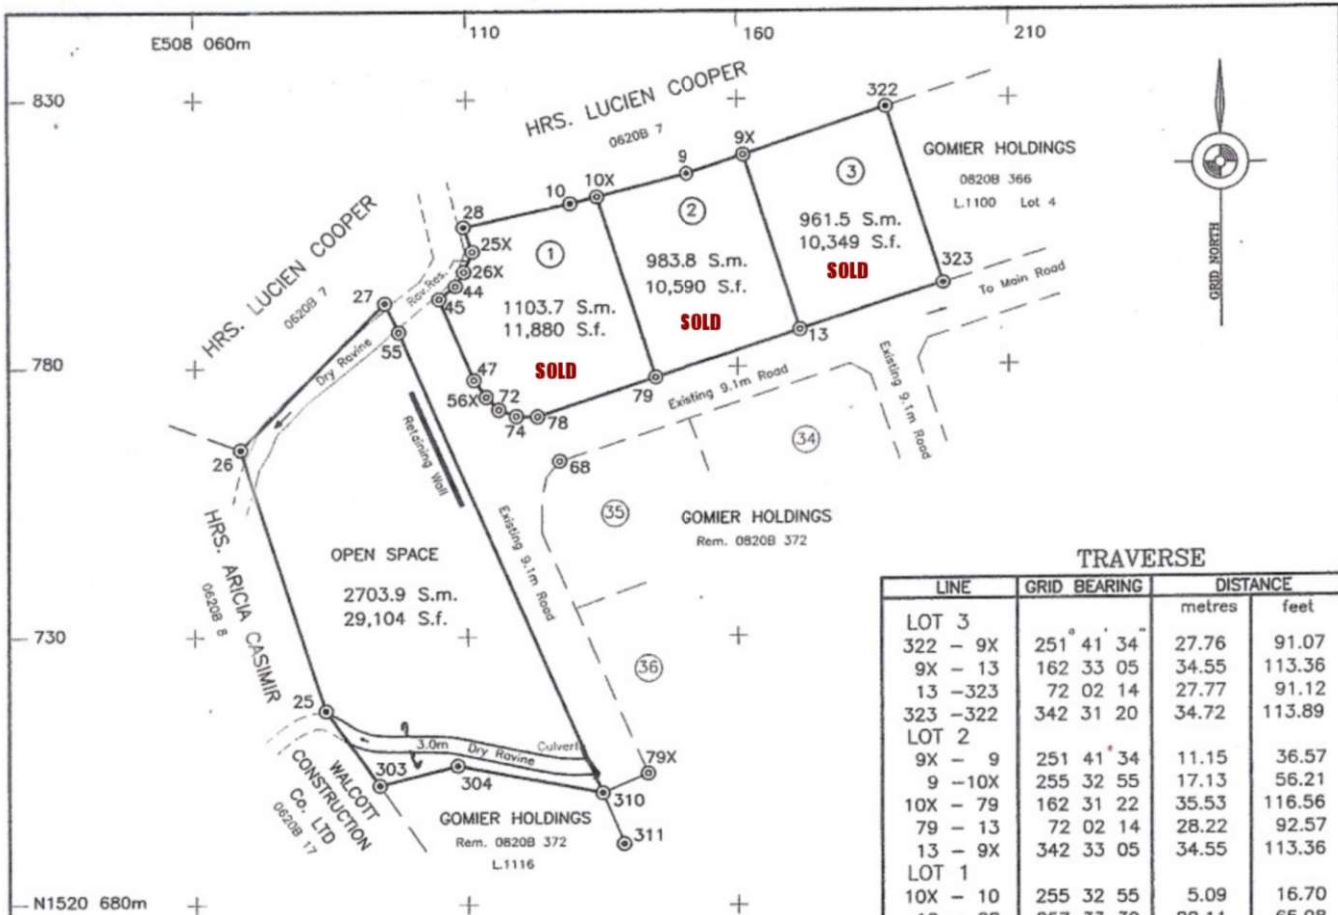 E508 060m
110
160
210
830
780
730
N1520 680m
HRS. LUCIEN COOPER
0620B 7
322
9X
9
10X
10
28
25X
26X
44
45
27
55
47
56X
72
74
78
79
13
323
68
26
25
303
304
310
311
79X
GOMIER HOLDINGS
0820B 366
L.1100 Lot 4
GRID NORTH
3
961.5 S.m.
10,349 S.f.
SOLD
2
983.8 S.m.
10,590 S.f.
SOLD
1
1103.7 S.m.
11,880 S.f.
SOLD
To Main Road
Existing 9.1m Road
Existing 9.1m Road
Existing 9.1m Road
HRS. LUCIEN COOPER
0620B 7
Rav.Res.
Dry Ravine
Retaining Wall
34
35
36
GOMIER HOLDINGS
Rem. 0820B 372
OPEN SPACE
2703.9 S.m.
29,104 S.f.
HRS. ARICIA CASIMIR
0620B 8
3.0m
Dry Ravine
Culvert
WALCOTT
CONSTRUCTION
Co. LTD
0620B 17
GOMIER HOLDINGS
Rem. 0820B 372
L.1116
TRAVERSE
LINE GRID BEARING DISTANCE
metres feet
LOT 3
322 - 9X 251° 41' 34" 27.76 91.07
9X - 13 162 33 05 34.55 113.36
13 -323 72 02 14 27.77 91.12
323 -322 342 31 20 34.72 113.89
LOT 2
9X - 9 251 41 34 11.15 36.57
9 -10X 255 32 55 17.13 56.21
10X - 79 162 31 22 35.53 116.56
79 - 13 72 02 14 28.22 92.57
13 - 9X 342 33 05 34.55 113.36
LOT 1
10X - 10 255 32 55 5.09 16.70